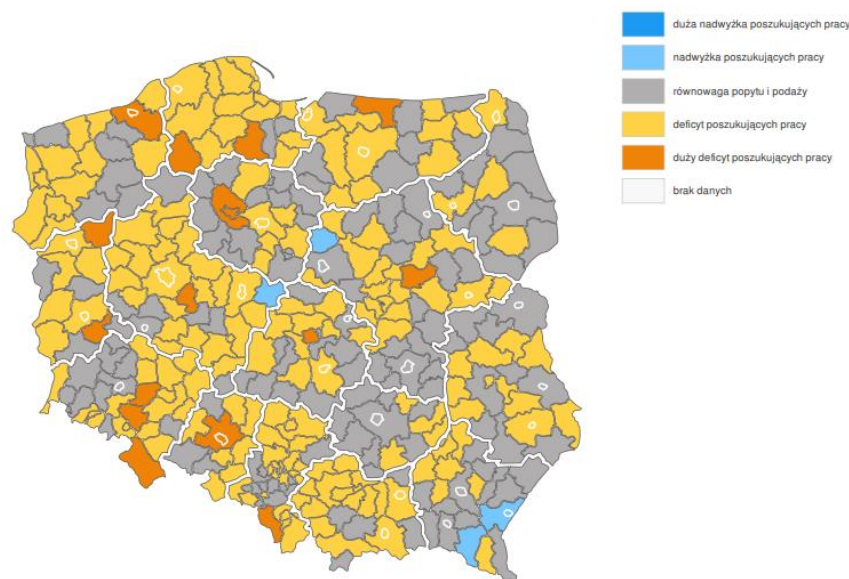 duża nadwyżka poszukujących pracy
nadwyżka poszukujących pracy
równowaga popytu i podaży
deficyt poszukujących pracy
duży deficyt poszukujących pracy
brak danych